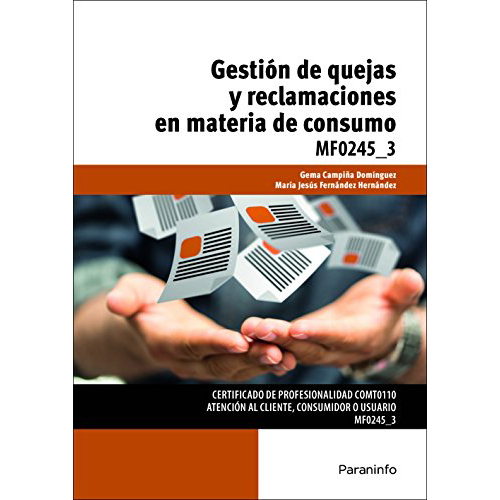 Gestión de quejas
y reclamaciones
en materia de consumo
MF0245_3
Gema Campiña Domínguez
María Jesús Fernández Hernández
CERTIFICADO DE PROFESIONALIDAD COMT0110
ATENCIÓN AL CLIENTE, CONSUMIDOR O USUARIO
MF0245_3
Paraninfo